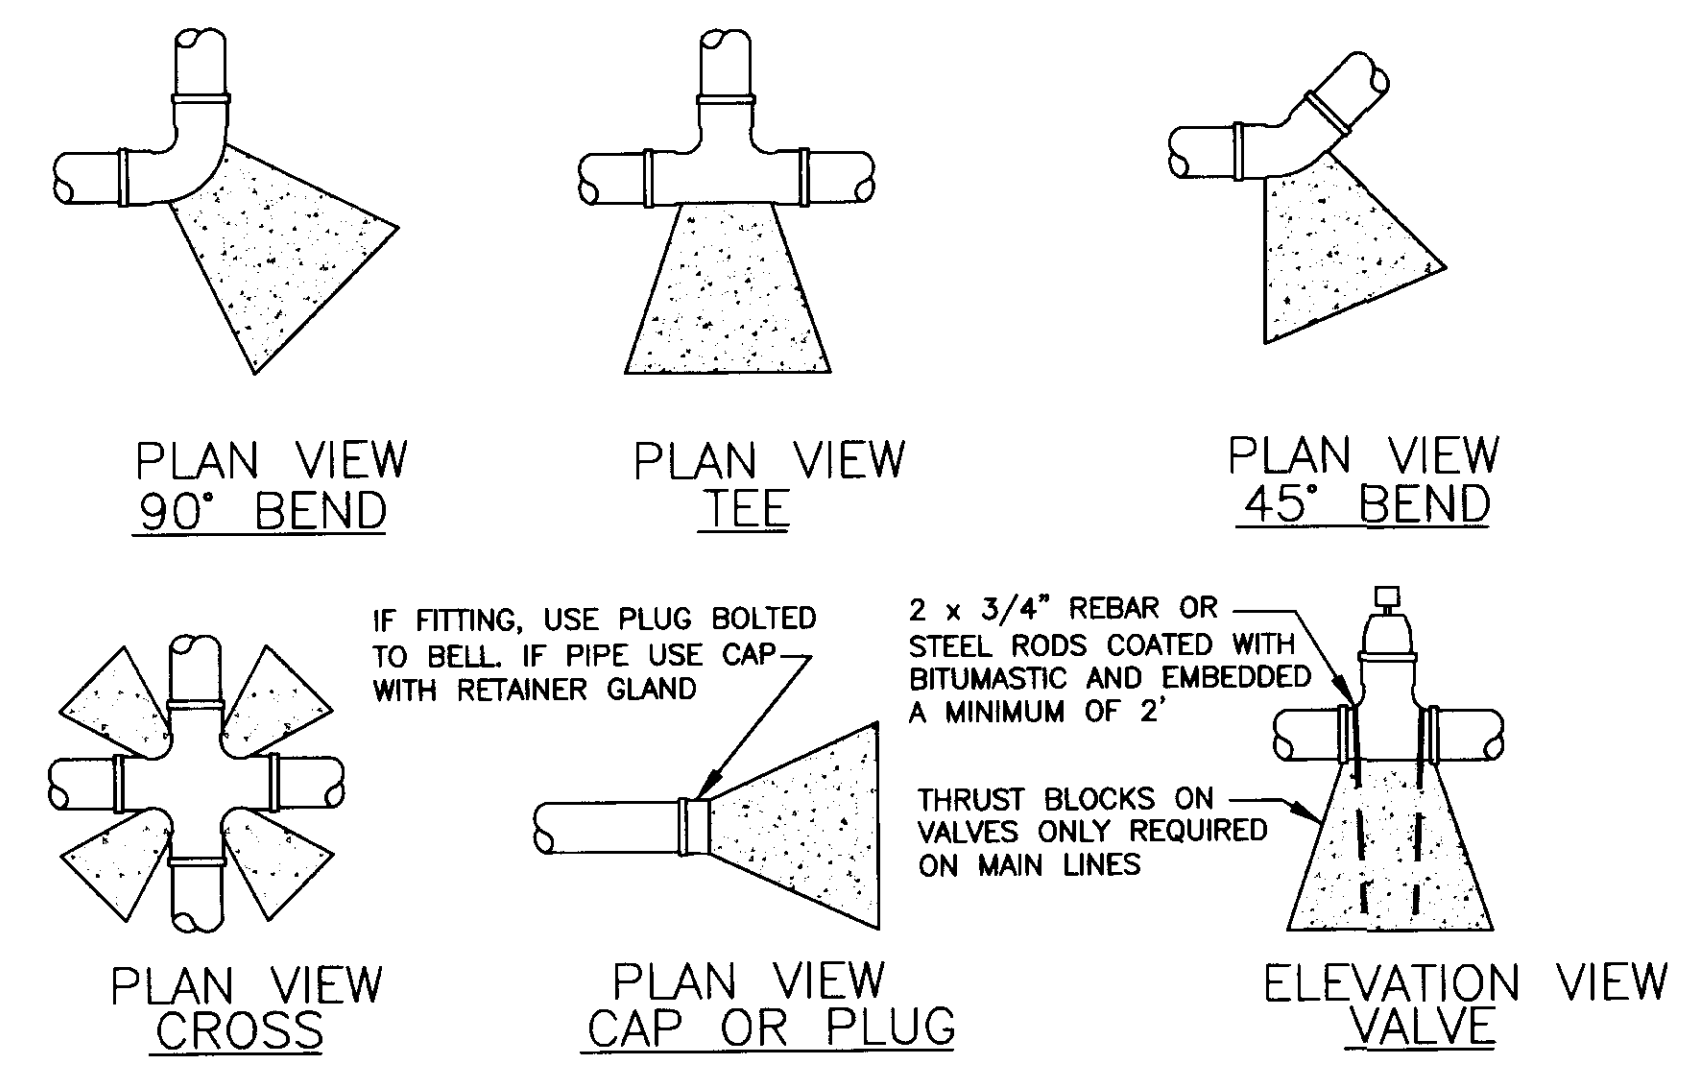 PLAN VIEW
90° BEND
PLAN VIEW
TEE
PLAN VIEW
45° BEND
IF FITTING, USE PLUG BOLTED
TO BELL. IF PIPE USE CAP
WITH RETAINER GLAND
2 x 3/4" REBAR OR
STEEL RODS COATED WITH
BITUMASTIC AND EMBEDDED
A MINIMUM OF 2'
THRUST BLOCKS ON
VALVES ONLY REQUIRED
ON MAIN LINES
PLAN VIEW
CROSS
PLAN VIEW
CAP OR PLUG
ELEVATION VIEW
VALVE